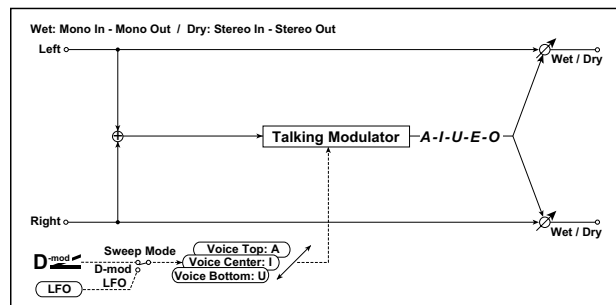 Wet: Mono In - Mono Out / Dry: Stereo In - Stereo Out
Left
Wet / Dry
Talking Modulator
A-I-U-E-O
Right
Wet / Dry
D-mod
Sweep Mode
D-mod
LFO
LFO
Voice Top: A
Voice Center: I
Voice Bottom: U